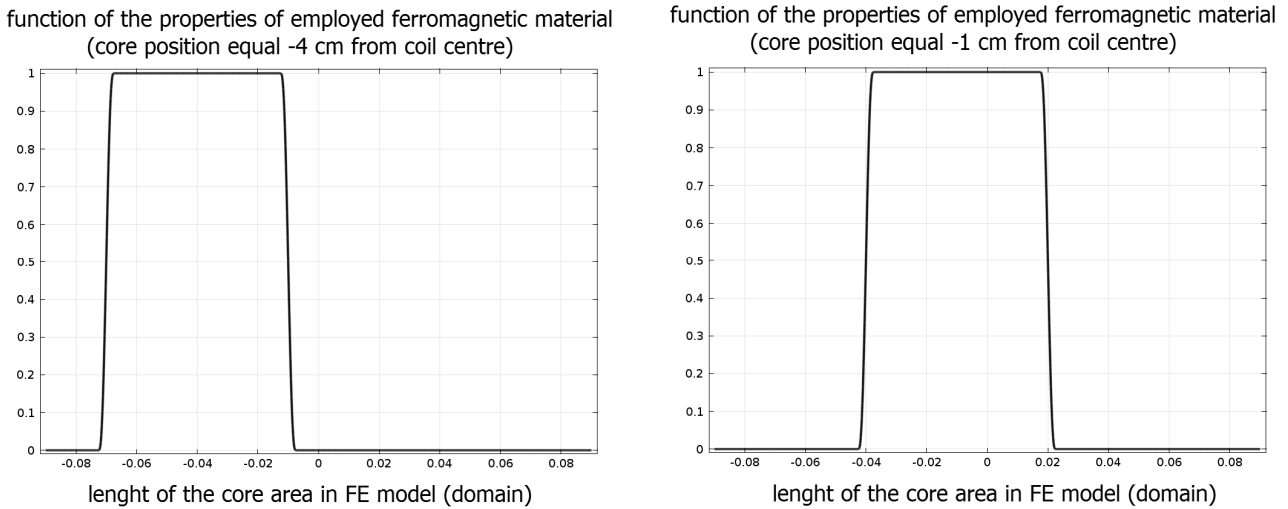 function of the properties of employed ferromagnetic material
(core position equal -4 cm from coil centre)
1
0.9
0.8
0.7
0.6
0.5
0.4
0.3
0.2
0.1
0
-0.08 -0.06 -0.04 -0.02 0 0.02 0.04 0.06 0.08
lenght of the core area in FE model (domain)
function of the properties of employed ferromagnetic material
(core position equal -1 cm from coil centre)
1
0.9
0.8
0.7
0.6
0.5
0.4
0.3
0.2
0.1
0
-0.08 -0.06 -0.04 -0.02 0 0.02 0.04 0.06 0.08
lenght of the core area in FE model (domain)